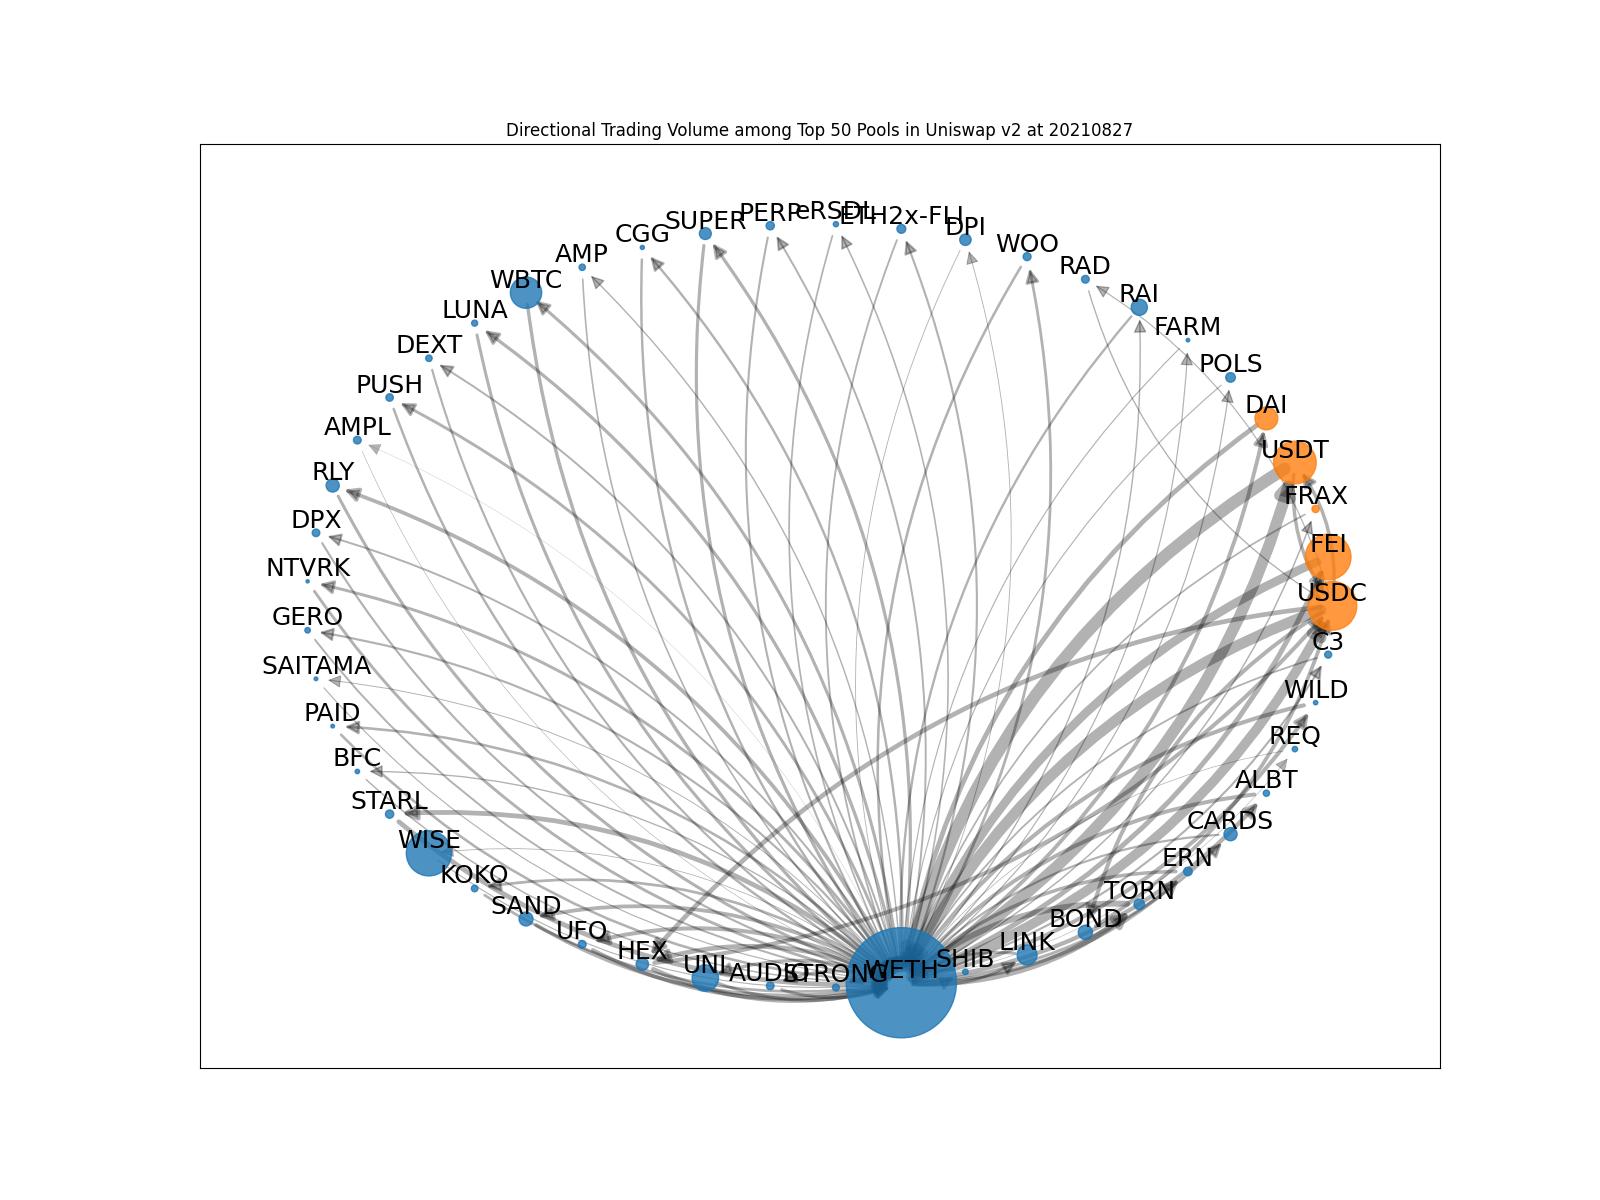 Directional Trading Volume among Top 50 Pools in Uniswap v2 at 20210827
eRSDL
PERP
ETH2x-FLI
SUPER
DPI
CGG
WOO
AMP
RAD
WBTC
RAI
LUNA
FARM
DEXT
POLS
PUSH
DAI
AMPL
USDT
RLY
FRAX
DPX
FEI
NTVRK
USDC
GERO
C3
SAITAMA
WILD
PAID
REQ
BFC
ALBT
STARL
CARDS
WISE
ERN
KOKO
TORN
SAND
BOND
UFO
LINK
HEX
SHIB
UNI
WETH
AUDIO
STRONG